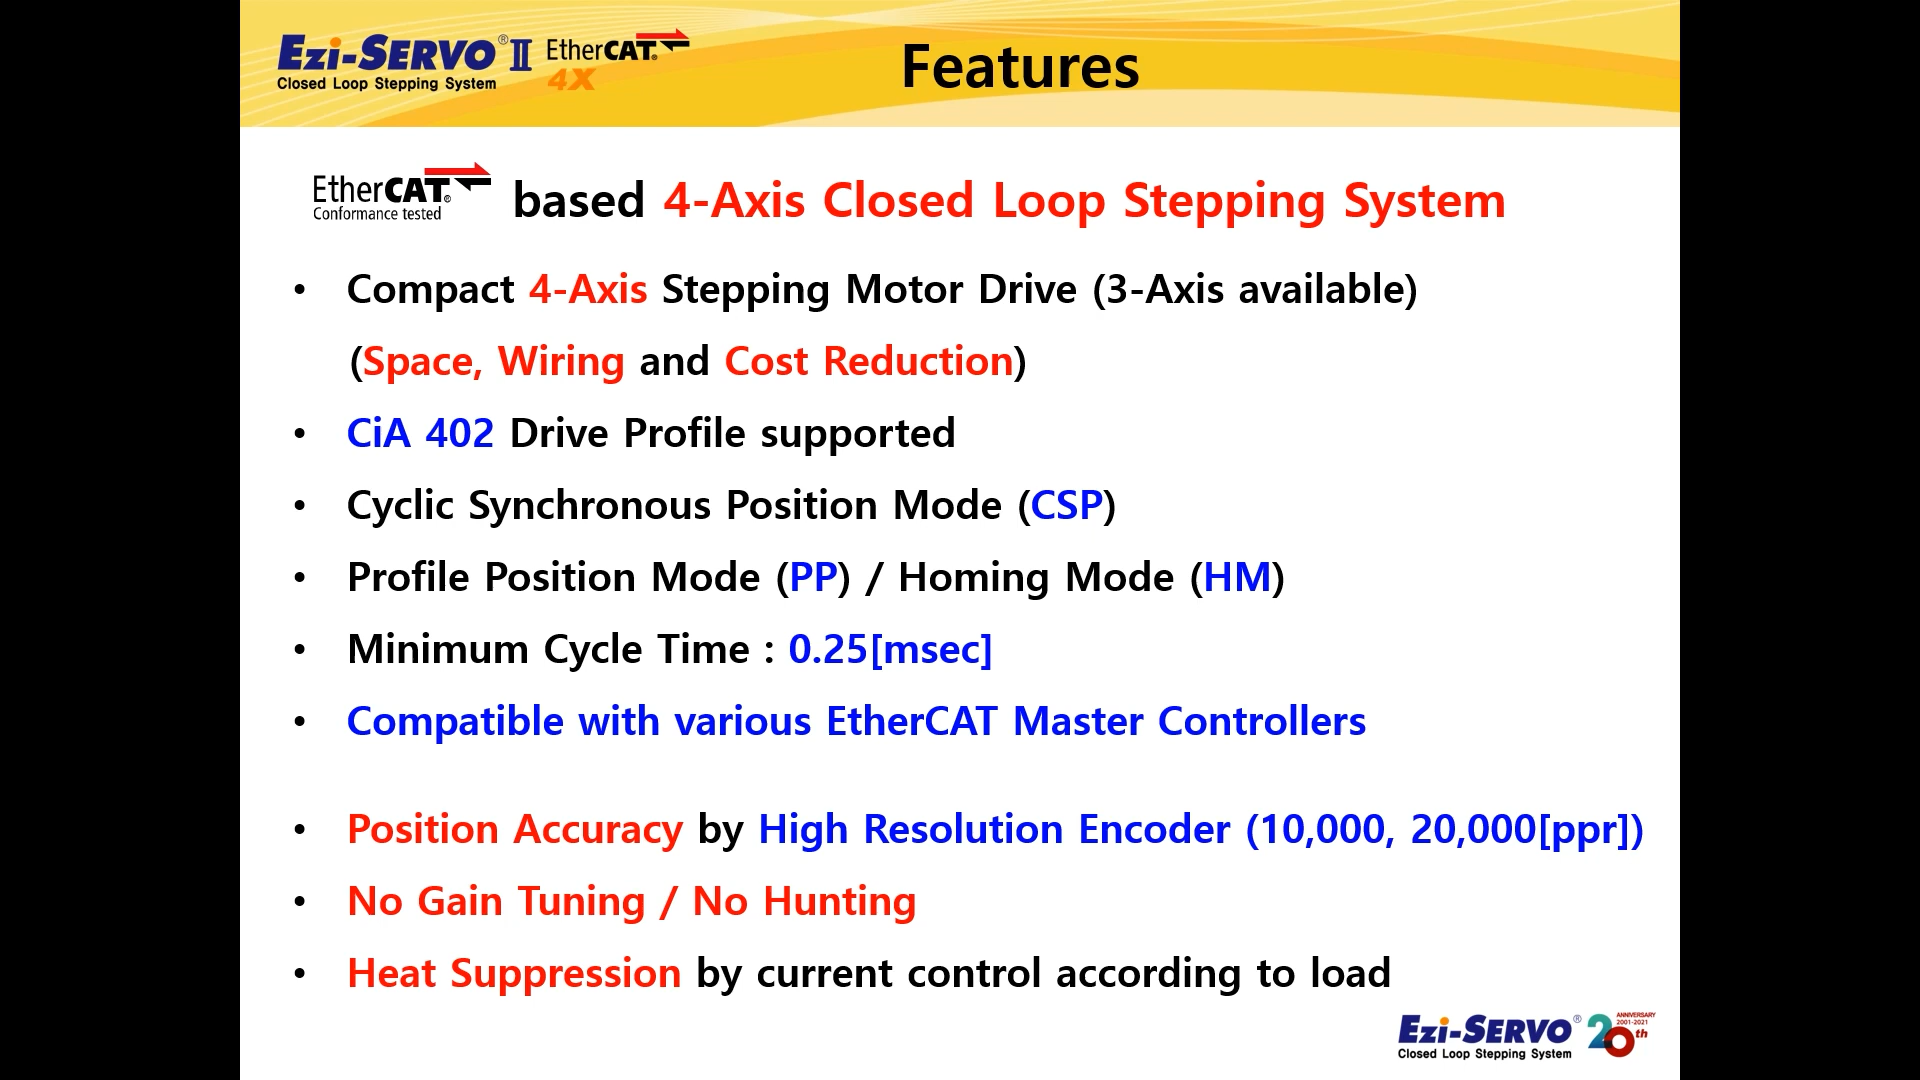 Ezi-SERVO® II EtherCAT® 4X
Closed Loop Stepping System
Features
EtherCAT® based 4-Axis Closed Loop Stepping System
Conformance tested
• Compact 4-Axis Stepping Motor Drive (3-Axis available)
(Space, Wiring and Cost Reduction)
• CiA 402 Drive Profile supported
• Cyclic Synchronous Position Mode (CSP)
• Profile Position Mode (PP) / Homing Mode (HM)
• Minimum Cycle Time : 0.25[msec]
• Compatible with various EtherCAT Master Controllers
• Position Accuracy by High Resolution Encoder (10,000, 20,000[ppr])
• No Gain Tuning / No Hunting
• Heat Suppression by current control according to load
Ezi-SERVO®
Closed Loop Stepping System
20th ANNIVERSARY
2001-2021